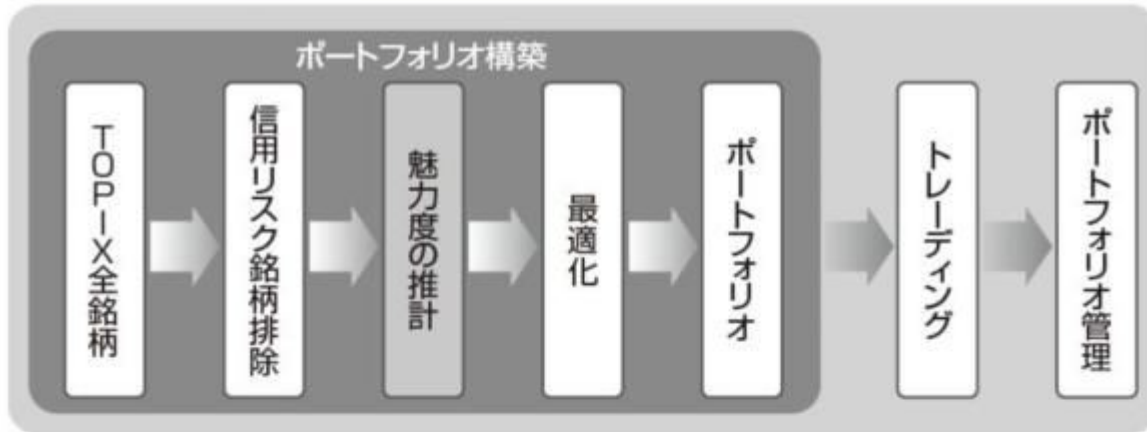 ポートフォリオ構築
TOPIX全銘柄
信用リスク銘柄排除
魅力度の推計
最適化
ポートフォリオ
トレーディング
ポートフォリオ管理